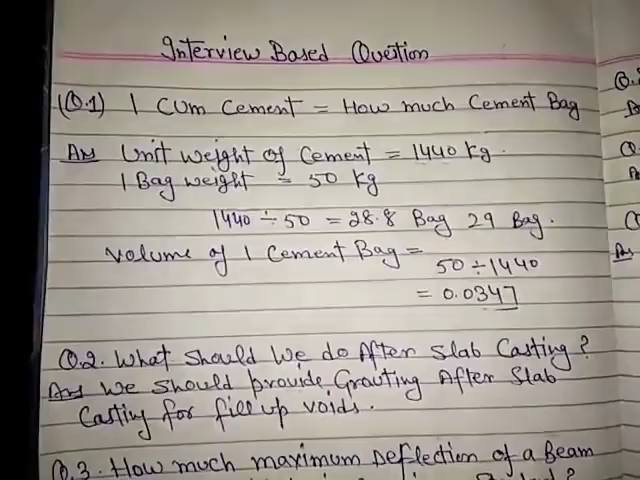 Interview Based Question
(Q.1) 1 Cum Cement = How much Cement Bag
Ans Unit weight of Cement = 1440 Kg.
1 Bag weight = 50 Kg
1440 ÷ 50 = 28.8 Bag 29 Bag.
Volume of 1 Cement Bag =
50 ÷ 1440
= 0.0347
Q.2. What should we do After Slab Casting?
Ans We should provide Grouting After Slab
Casting for fill up voids.
Q.3. How much maximum Deflection of a Beam